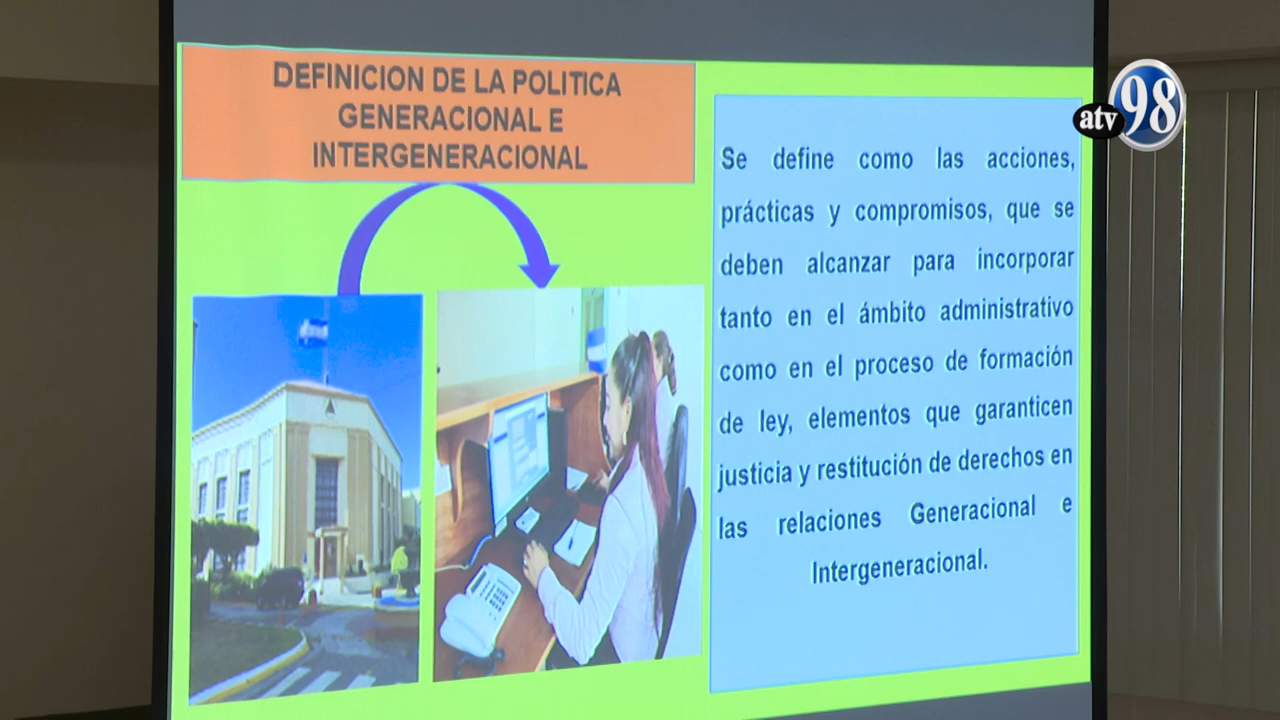 DEFINICION DE LA POLITICA
GENERACIONAL E
INTERGENERACIONAL
Se define como las acciones,
prácticas y compromisos, que se
deben alcanzar para incorporar
tanto en el ámbito administrativo
como en el proceso de formación
de ley, elementos que garanticen
justicia y restitución de derechos en
las relaciones Generacional e
Intergeneracional.
atv 98